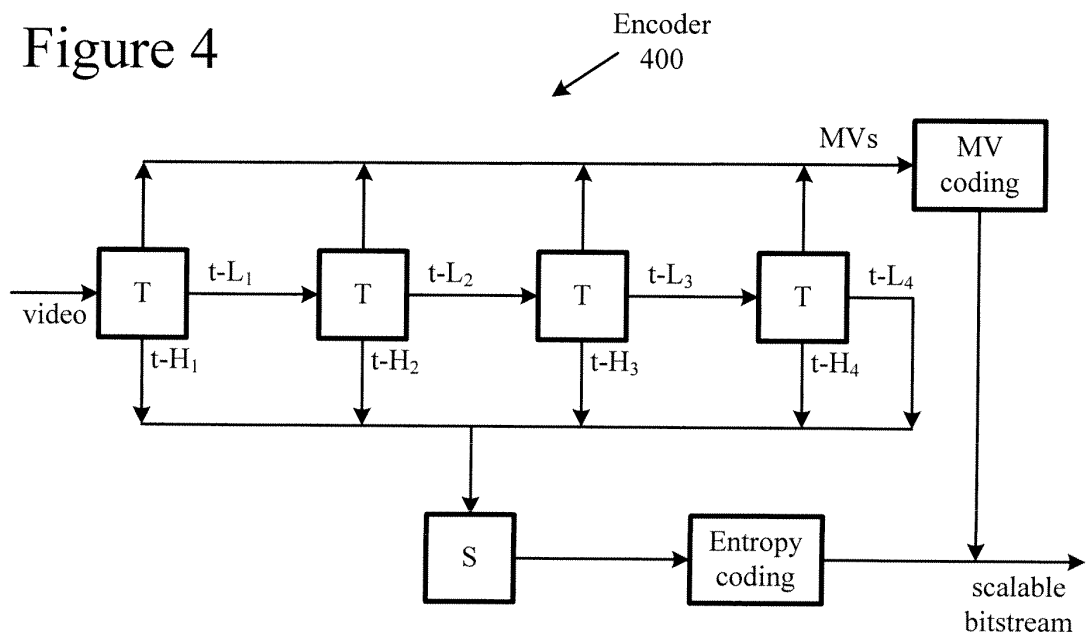 Figure 4
Encoder
400
MVs
MV
coding
video
T
t-L₁
T
t-L₂
T
t-L₃
T
t-L₄
t-H₁
t-H₂
t-H₃
t-H₄
S
Entropy
coding
scalable
bitstream